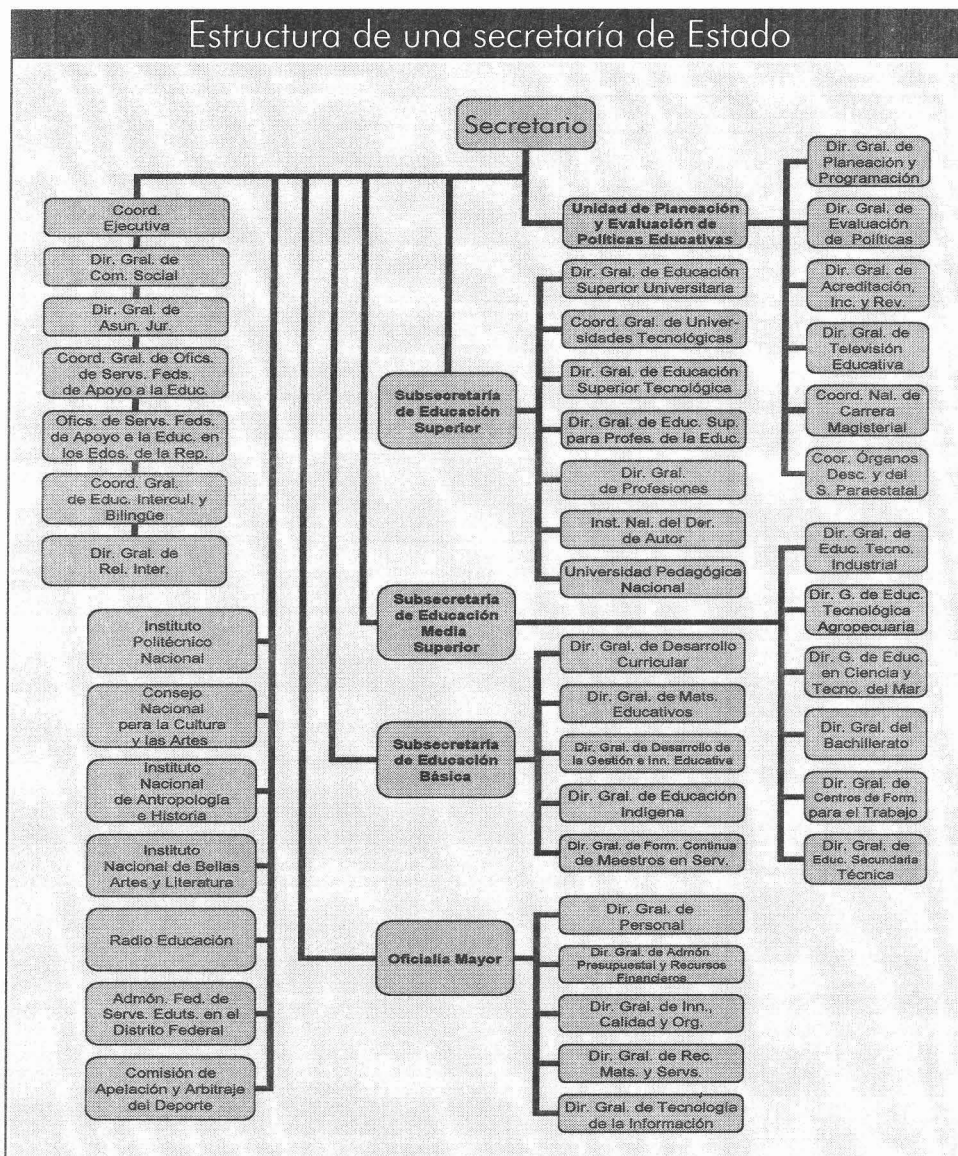 Estructura de una secretaría de Estado
Secretario
Coord.
Ejecutiva
Dir. Gral. de
Com. Social
Dir. Gral. de
Asun. Jur.
Coord. Gral. de Ofics.
de Servs. Feds.
de Apoyo a la Educ.
Ofics. de Servs. Feds.
de Apoyo a la Educ. en
los Edos. de la Rep.
Coord. Gral.
de Educ. Intercul. y
Bilingüe
Dir. Gral. de
Rel. Inter.
Instituto
Politécnico
Nacional
Consejo
Nacional
para la Cultura
y las Artes
Instituto
Nacional
de Antropología
e Historia
Instituto
Nacional de Bellas
Artes y Literatura
Radio Educación
Admón. Fed. de
Servs. Eduts. en el
Distrito Federal
Comisión de
Apelación y Arbitraje
del Deporte
Unidad de Planeación
y Evaluación de
Políticas Educativas
Dir. Gral. de
Planeación y
Programación
Dir. Gral. de
Evaluación
de Políticas
Dir. Gral. de
Acreditación,
Inc. y Rev.
Dir. Gral. de
Televisión
Educativa
Coord. Nal. de
Carrera
Magisterial
Coor. Órganos
Desc. y del
S. Paraestatal
Subsecretaría
de Educación
Superior
Dir. Gral. de Educación
Superior Universitaria
Coord. Gral. de Univer-
sidades Tecnológicas
Dir. Gral. de Educación
Superior Tecnológica
Dir. Gral. de Educ. Sup.
para Profes. de la Educ.
Dir. Gral.
de Profesiones
Inst. Nal. del Der.
de Autor
Universidad Pedagógica
Nacional
Subsecretaría
de Educación
Media
Superior
Dir. Gral. de
Educ. Tecno.
Industrial
Dir. G. de Educ.
Tecnológica
Agropecuaria
Dir. G. de Educ.
en Ciencia y
Tecno. del Mar
Dir. Gral. del
Bachillerato
Dir. Gral. de
Centros de Form.
para el Trabajo
Dir. Gral. de
Educ. Secundaria
Técnica
Subsecretaría
de Educación
Básica
Dir. Gral. de Desarrollo
Curricular
Dir. Gral. de Mats.
Educativos
Dir. Gral. de Desarrollo de
la Gestión e Inn. Educativa
Dir. Gral. de Educación
Indígena
Dir. Gral. de Form. Continua
de Maestros en Serv.
Oficialía Mayor
Dir. Gral. de
Personal
Dir. Gral. de Admón
Presupuestal y Recursos
Financieros
Dir. Gral. de Inn.,
Calidad y Org.
Dir. Gral. de Rec.
Mats. y Servs.
Dir. Gral. de Tecnología
de la Información